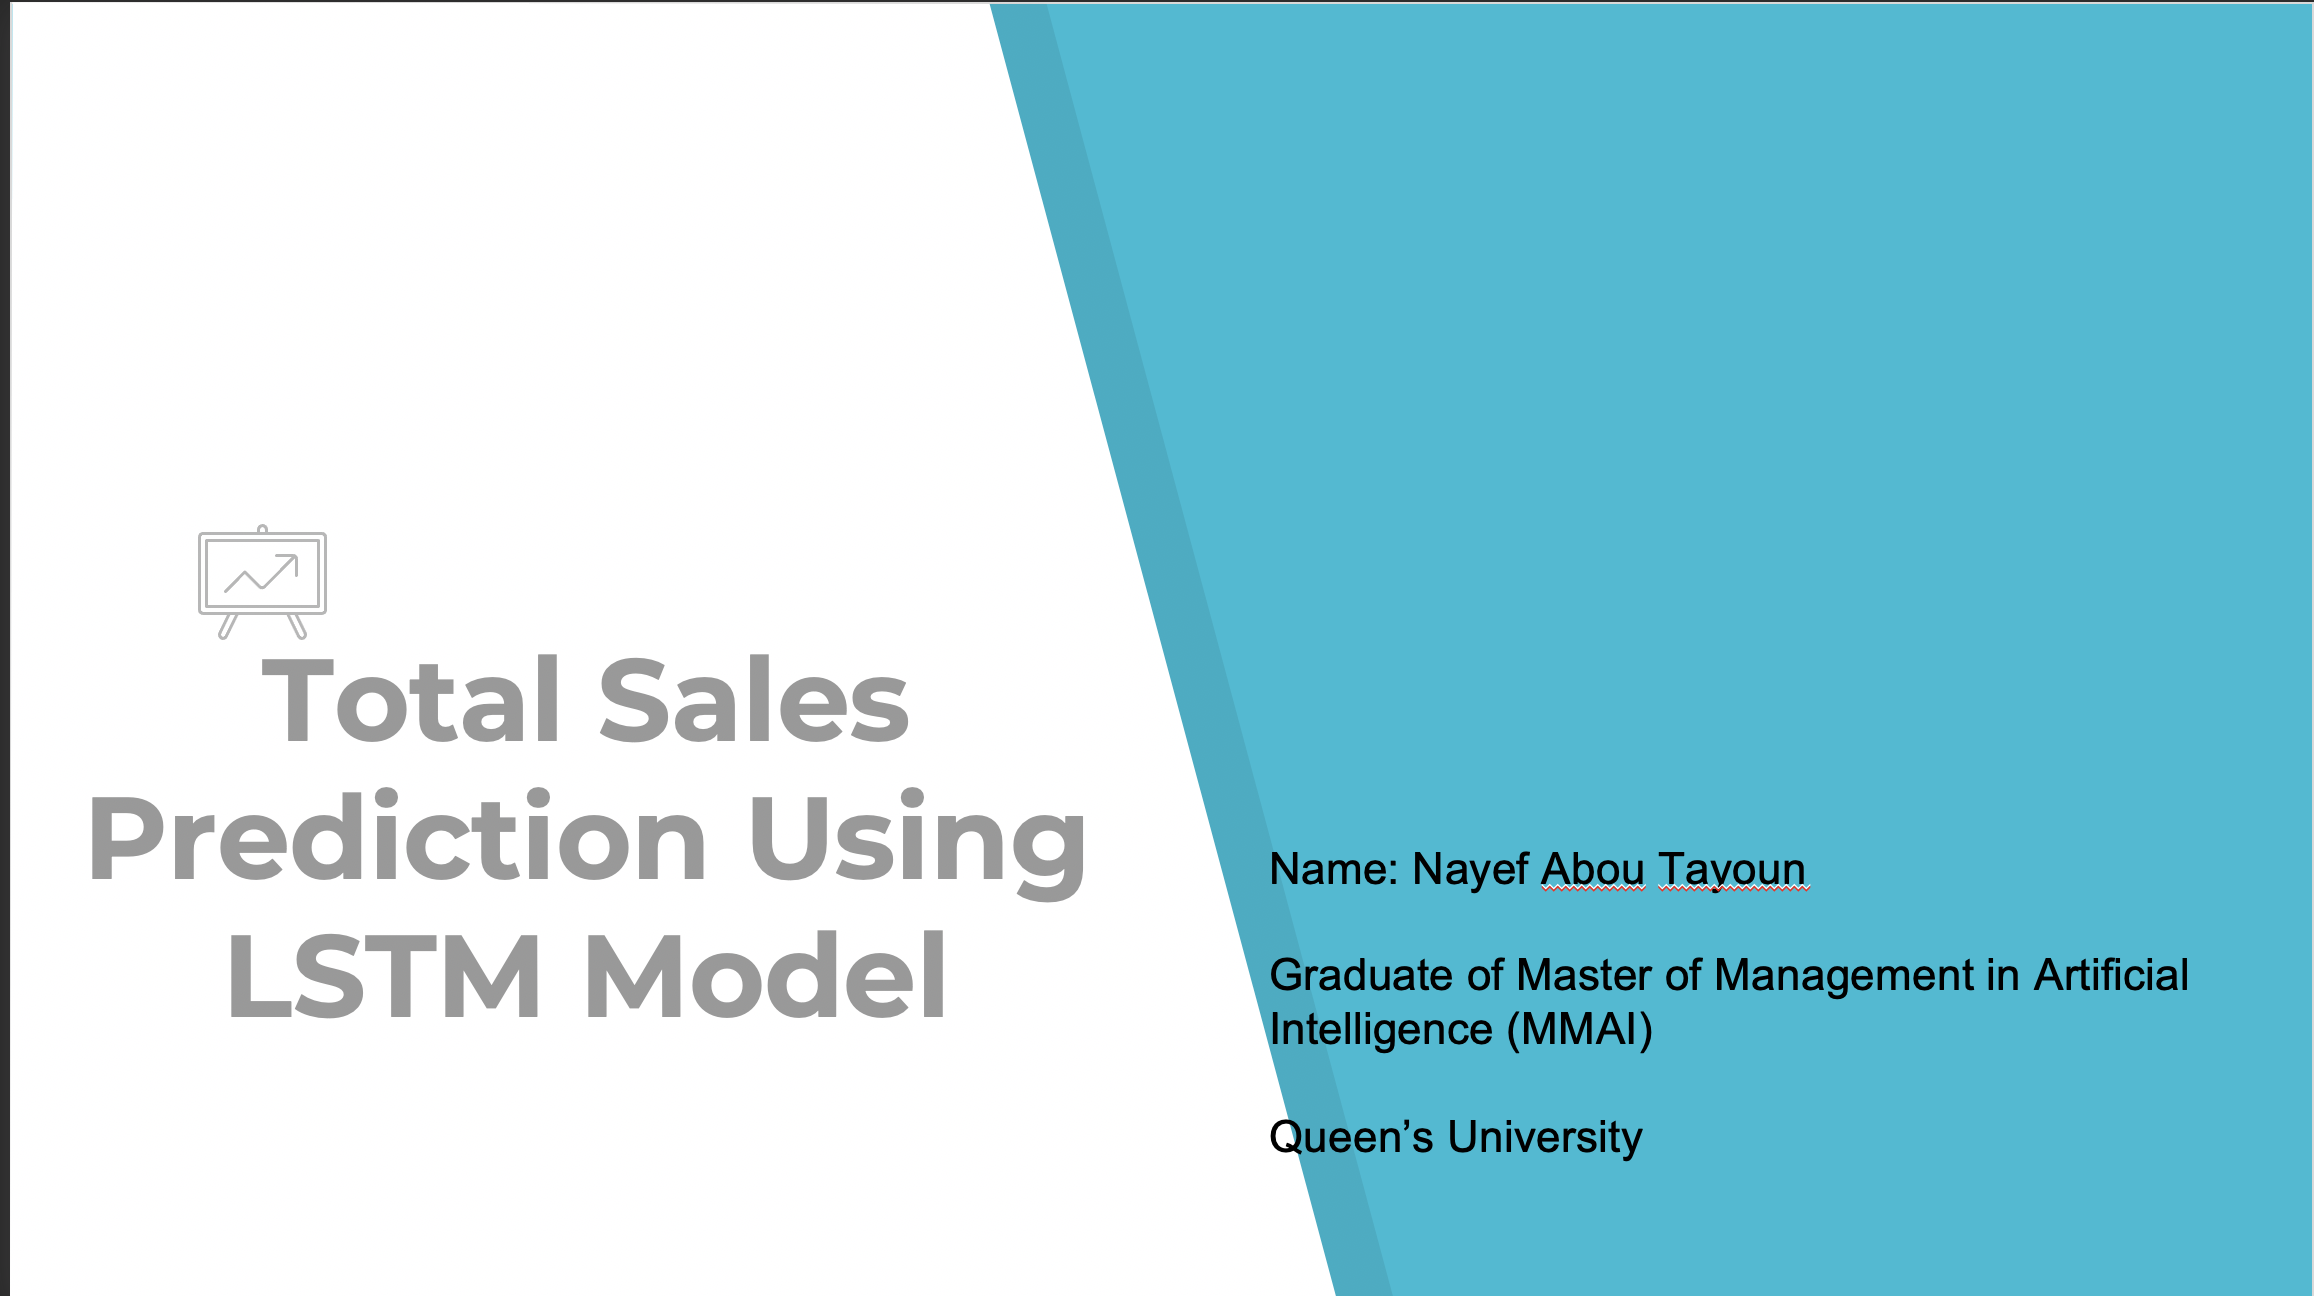 Total Sales
Prediction Using
LSTM Model
Name: Nayef Abou Tayoun
Graduate of Master of Management in Artificial
Intelligence (MMAI)
Queen’s University